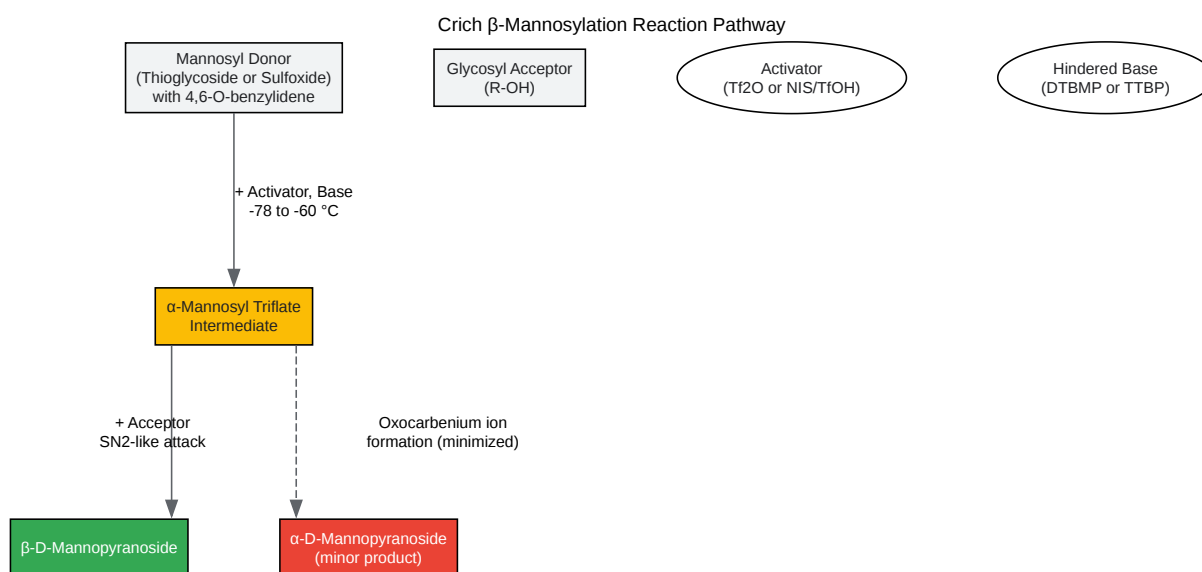 Crich β-Mannosylation Reaction Pathway
Mannosyl Donor
(Thioglycoside or Sulfoxide)
with 4,6-O-benzylidene
Glycosyl Acceptor
(R-OH)
Activator
(Tf2O or NIS/TfOH)
Hindered Base
(DTBMP or TTBP)
+ Activator, Base
-78 to -60 °C
α-Mannosyl Triflate
Intermediate
+ Acceptor
SN2-like attack
Oxocarbenium ion
formation (minimized)
β-D-Mannopyranoside
α-D-Mannopyranoside
(minor product)